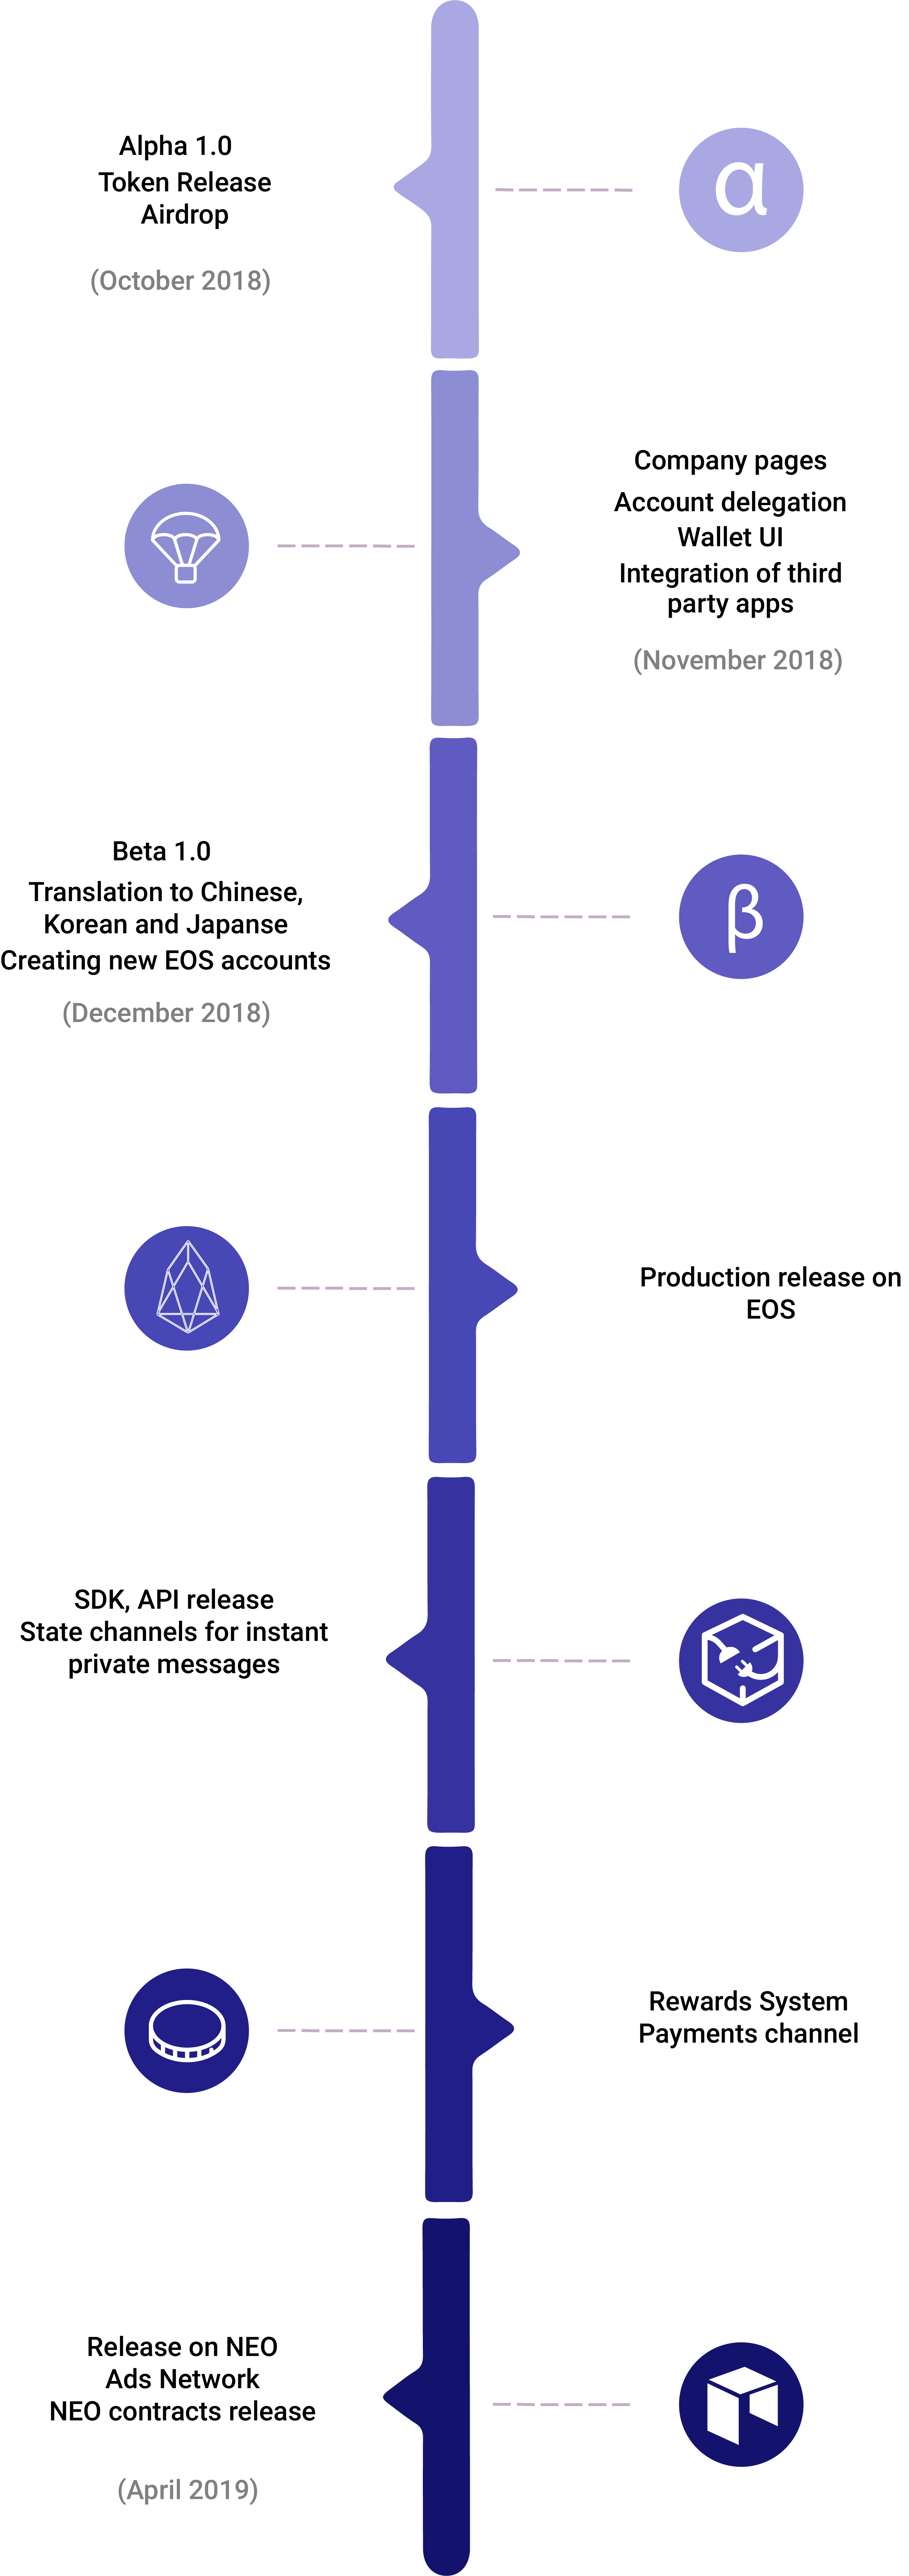 Alpha 1.0
Token Release
Airdrop
(October 2018)
α
Company pages
Account delegation
Wallet UI
Integration of third
party apps
(November 2018)
Beta 1.0
Translation to Chinese,
Korean and Japanse
Creating new EOS accounts
(December 2018)
β
Production release on
EOS
SDK, API release
State channels for instant
private messages
Rewards System
Payments channel
Release on NEO
Ads Network
NEO contracts release
(April 2019)